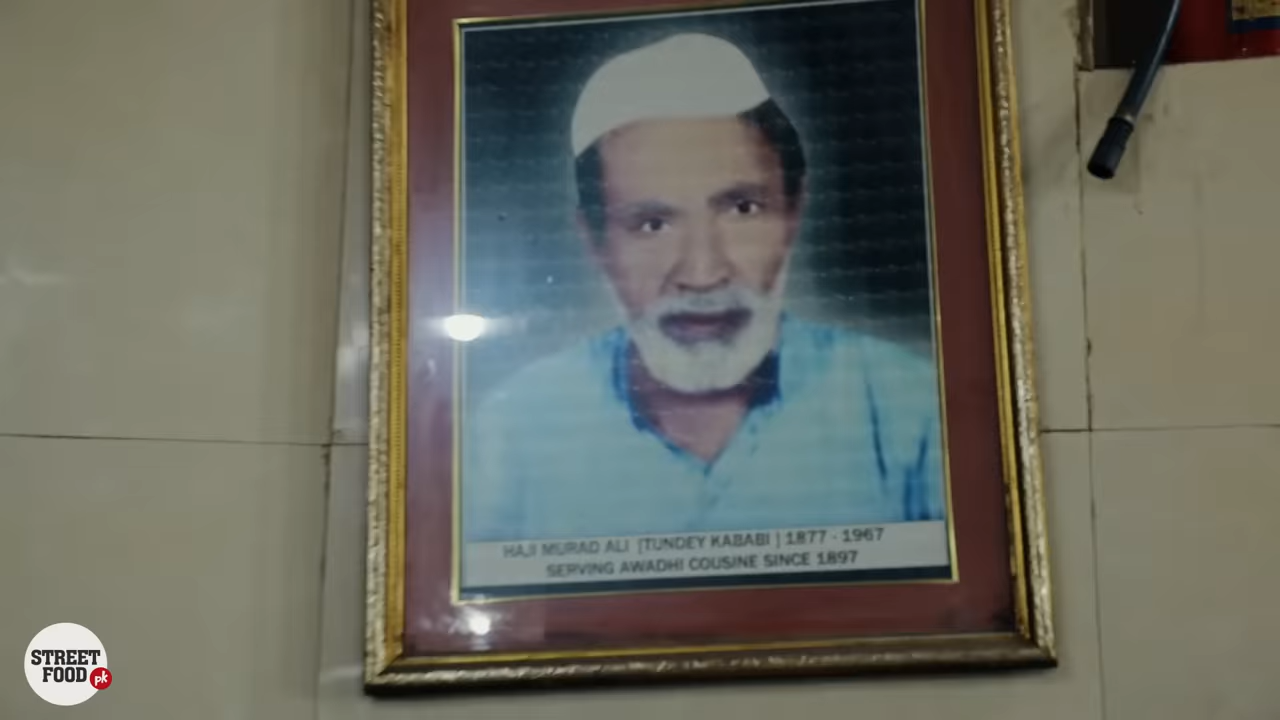 HAJI MURAD ALI [TUNDEY KABABI ] 1877 - 1967
SERVING AWADHI COUSINE SINCE 1897
STREET
FOOD pk